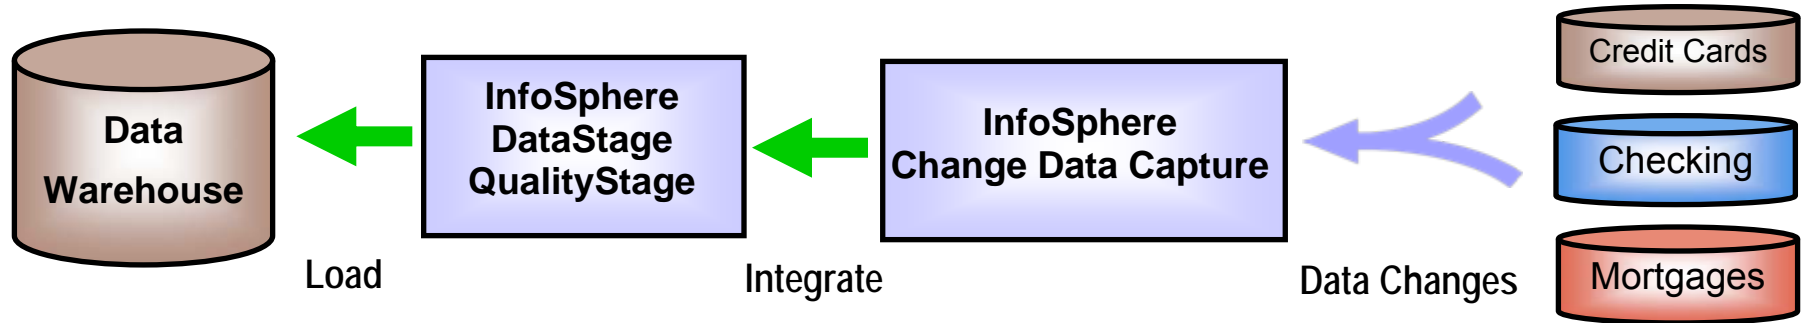 Data
Warehouse
Load
InfoSphere
DataStage
QualityStage
Integrate
InfoSphere
Change Data Capture
Data Changes
Credit Cards
Checking
Mortgages